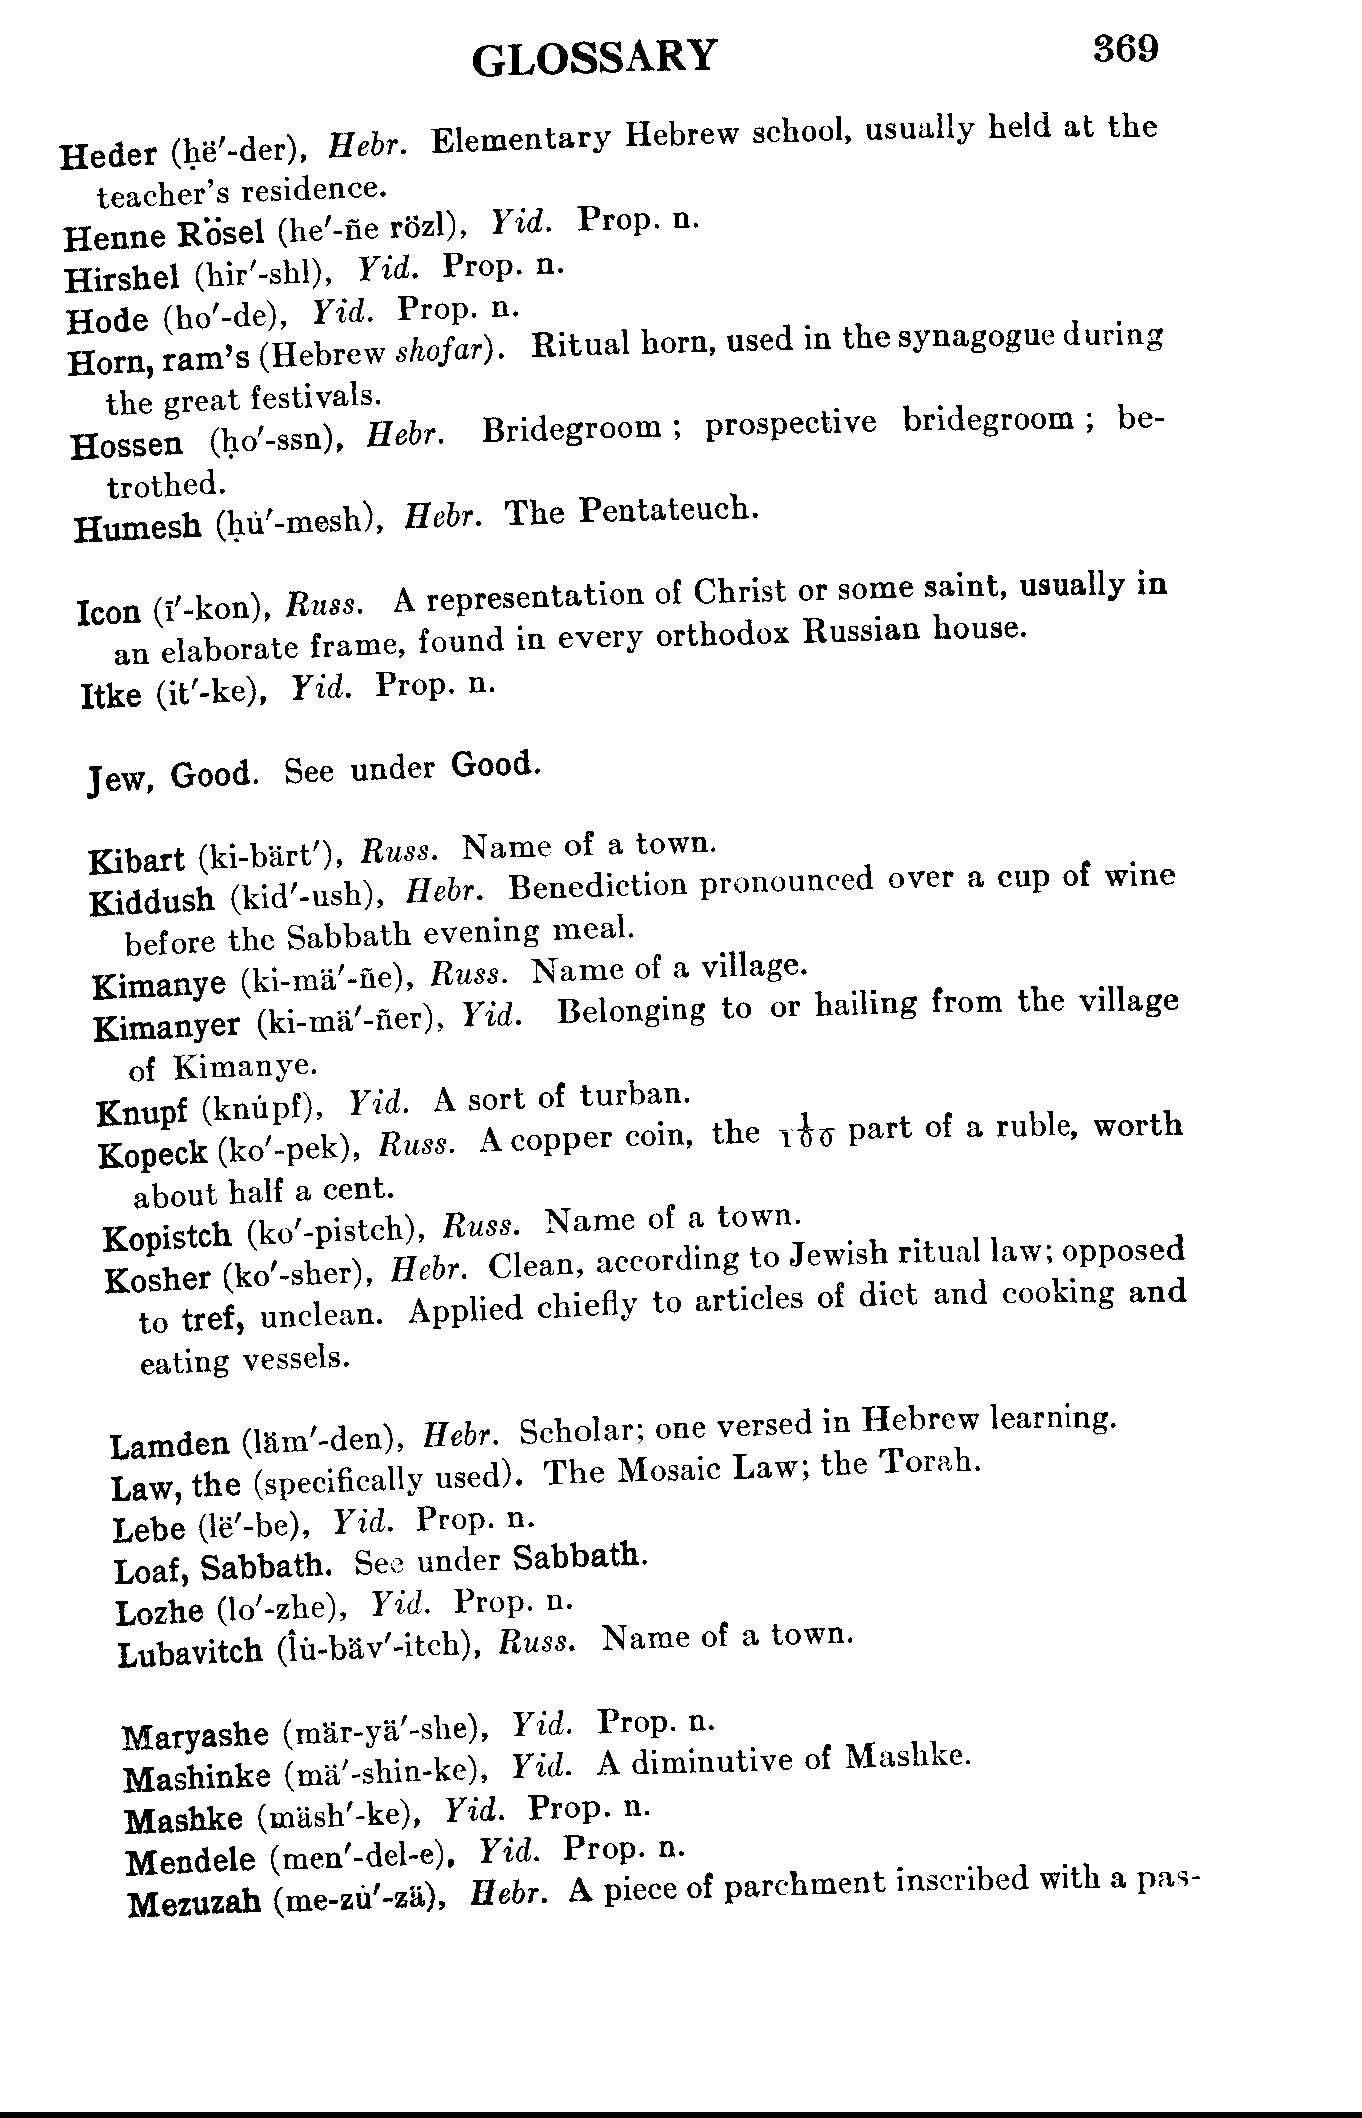 GLOSSARY 369
Heder (ḥë′-der), Hebr. Elementary Hebrew school, usually held at the
teacher's residence.
Henne Rösel (he′-ñe rözl), Yid. Prop. n.
Hirshel (hir′-shl), Yid. Prop. n.
Hode (ho′-de), Yid. Prop. n.
Horn, ram's (Hebrew shofar). Ritual horn, used in the synagogue during
the great festivals.
Hossen (ḥo′-ssn), Hebr. Bridegroom; prospective bridegroom; be-
trothed.
Humesh (ḥu̇′-mesh), Hebr. The Pentateuch.
Icon (ī′-kon), Russ. A representation of Christ or some saint, usually in
an elaborate frame, found in every orthodox Russian house.
Itke (it′-ke), Yid. Prop. n.
Jew, Good. See under Good.
Kibart (ki-bärt′), Russ. Name of a town.
Kiddush (kid′-ush), Hebr. Benediction pronounced over a cup of wine
before the Sabbath evening meal.
Kimanye (ki-mä′-ñe), Russ. Name of a village.
Kimanyer (ki-mä′-ñer), Yid. Belonging to or hailing from the village
of Kimanye.
Knupf (knu̇pf), Yid. A sort of turban.
Kopeck (ko′-pek), Russ. A copper coin, the 1/100 part of a ruble, worth
about half a cent.
Kopistch (ko′-pistch), Russ. Name of a town.
Kosher (ko′-sher), Hebr. Clean, according to Jewish ritual law; opposed
to tref, unclean. Applied chiefly to articles of diet and cooking and
eating vessels.
Lamden (läm′-den), Hebr. Scholar; one versed in Hebrew learning.
Law, the (specifically used). The Mosaic Law; the Torah.
Lebe (lë′-be), Yid. Prop. n.
Loaf, Sabbath. See under Sabbath.
Lozhe (lo′-zhe), Yid. Prop. n.
Lubavitch (l̂u̇-bäv′-itch), Russ. Name of a town.
Maryashe (mär-yä′-she), Yid. Prop. n.
Mashinke (mä′-shin-ke), Yid. A diminutive of Mashke.
Mashke (mäsh′-ke), Yid. Prop. n.
Mendele (men′-del-e), Yid. Prop. n.
Mezuzah (me-zu̇′-zä), Hebr. A piece of parchment inscribed with a pas-